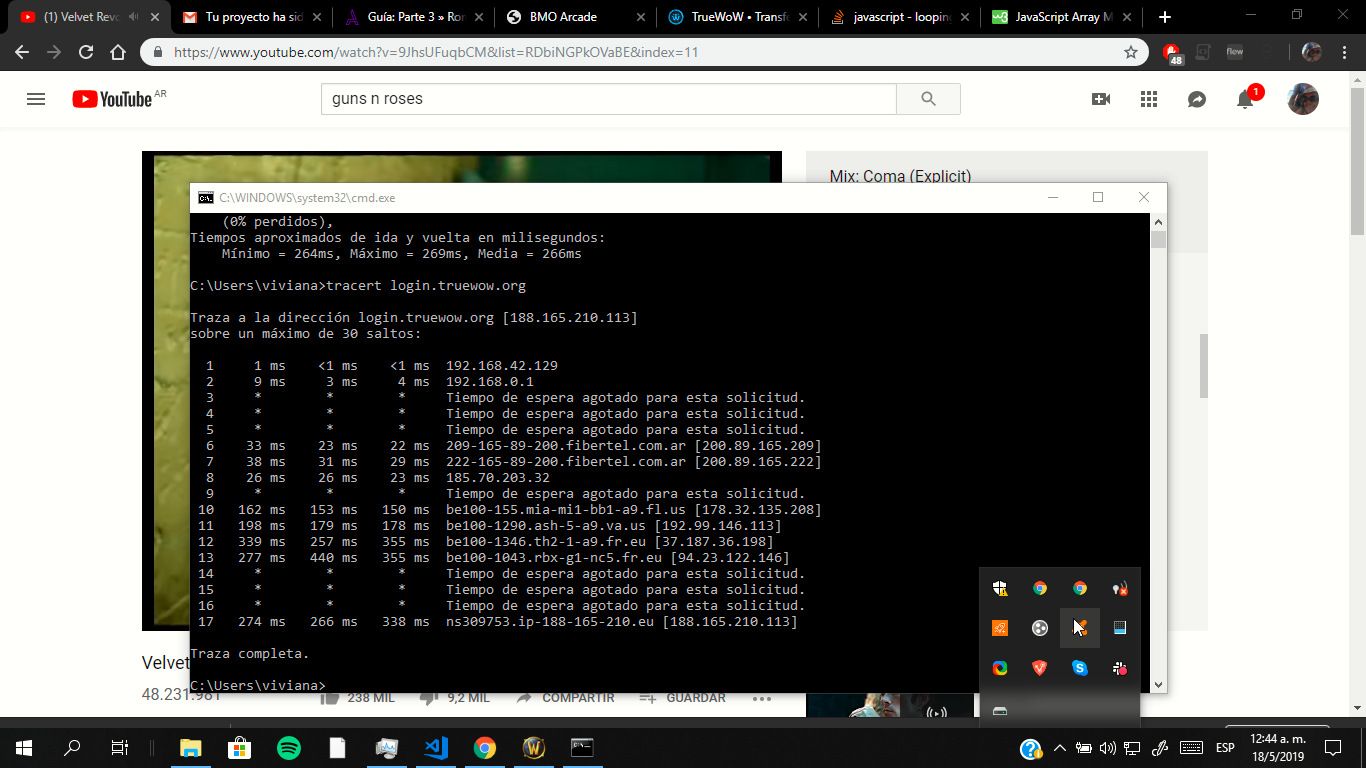 (1) Velvet Revo
Tu proyecto ha sid
Guía: Parte 3 » Ron
BMO Arcade
TrueWoW • Transfe
javascript - looping
JavaScript Array M
https://www.youtube.com/watch?v=9JhsUFuqbCM&list=RDbiNGPkOVaBE&index=11
48
flow
YouTube AR
guns n roses
1
Mix: Coma (Explicit)
C:\WINDOWS\system32\cmd.exe
(0% perdidos),
Tiempos aproximados de ida y vuelta en milisegundos:
Mínimo = 264ms, Máximo = 269ms, Media = 266ms
C:\Users\viviana>tracert login.truewow.org
Traza a la dirección login.truewow.org [188.165.210.113]
sobre un máximo de 30 saltos:
1 1 ms <1 ms <1 ms 192.168.42.129
2 9 ms 3 ms 4 ms 192.168.0.1
3 * * * Tiempo de espera agotado para esta solicitud.
4 * * * Tiempo de espera agotado para esta solicitud.
5 * * * Tiempo de espera agotado para esta solicitud.
6 33 ms 23 ms 22 ms 209-165-89-200.fibertel.com.ar [200.89.165.209]
7 38 ms 31 ms 29 ms 222-165-89-200.fibertel.com.ar [200.89.165.222]
8 26 ms 26 ms 23 ms 185.70.203.32
9 * * * Tiempo de espera agotado para esta solicitud.
10 162 ms 153 ms 150 ms be100-155.mia-mi1-bb1-a9.fl.us [178.32.135.208]
11 198 ms 179 ms 178 ms be100-1290.ash-5-a9.va.us [192.99.146.113]
12 339 ms 257 ms 355 ms be100-1346.th2-1-a9.fr.eu [37.187.36.198]
13 277 ms 440 ms 355 ms be100-1043.rbx-g1-nc5.fr.eu [94.23.122.146]
14 * * * Tiempo de espera agotado para esta solicitud.
15 * * * Tiempo de espera agotado para esta solicitud.
16 * * * Tiempo de espera agotado para esta solicitud.
17 274 ms 266 ms 338 ms ns309753.ip-188-165-210.eu [188.165.210.113]
Traza completa.
C:\Users\viviana>
Velvet
48.231.981
238 MIL
9,2 MIL
COMPARTIR
GUARDAR
ESP
12:44 a. m.
18/5/2019